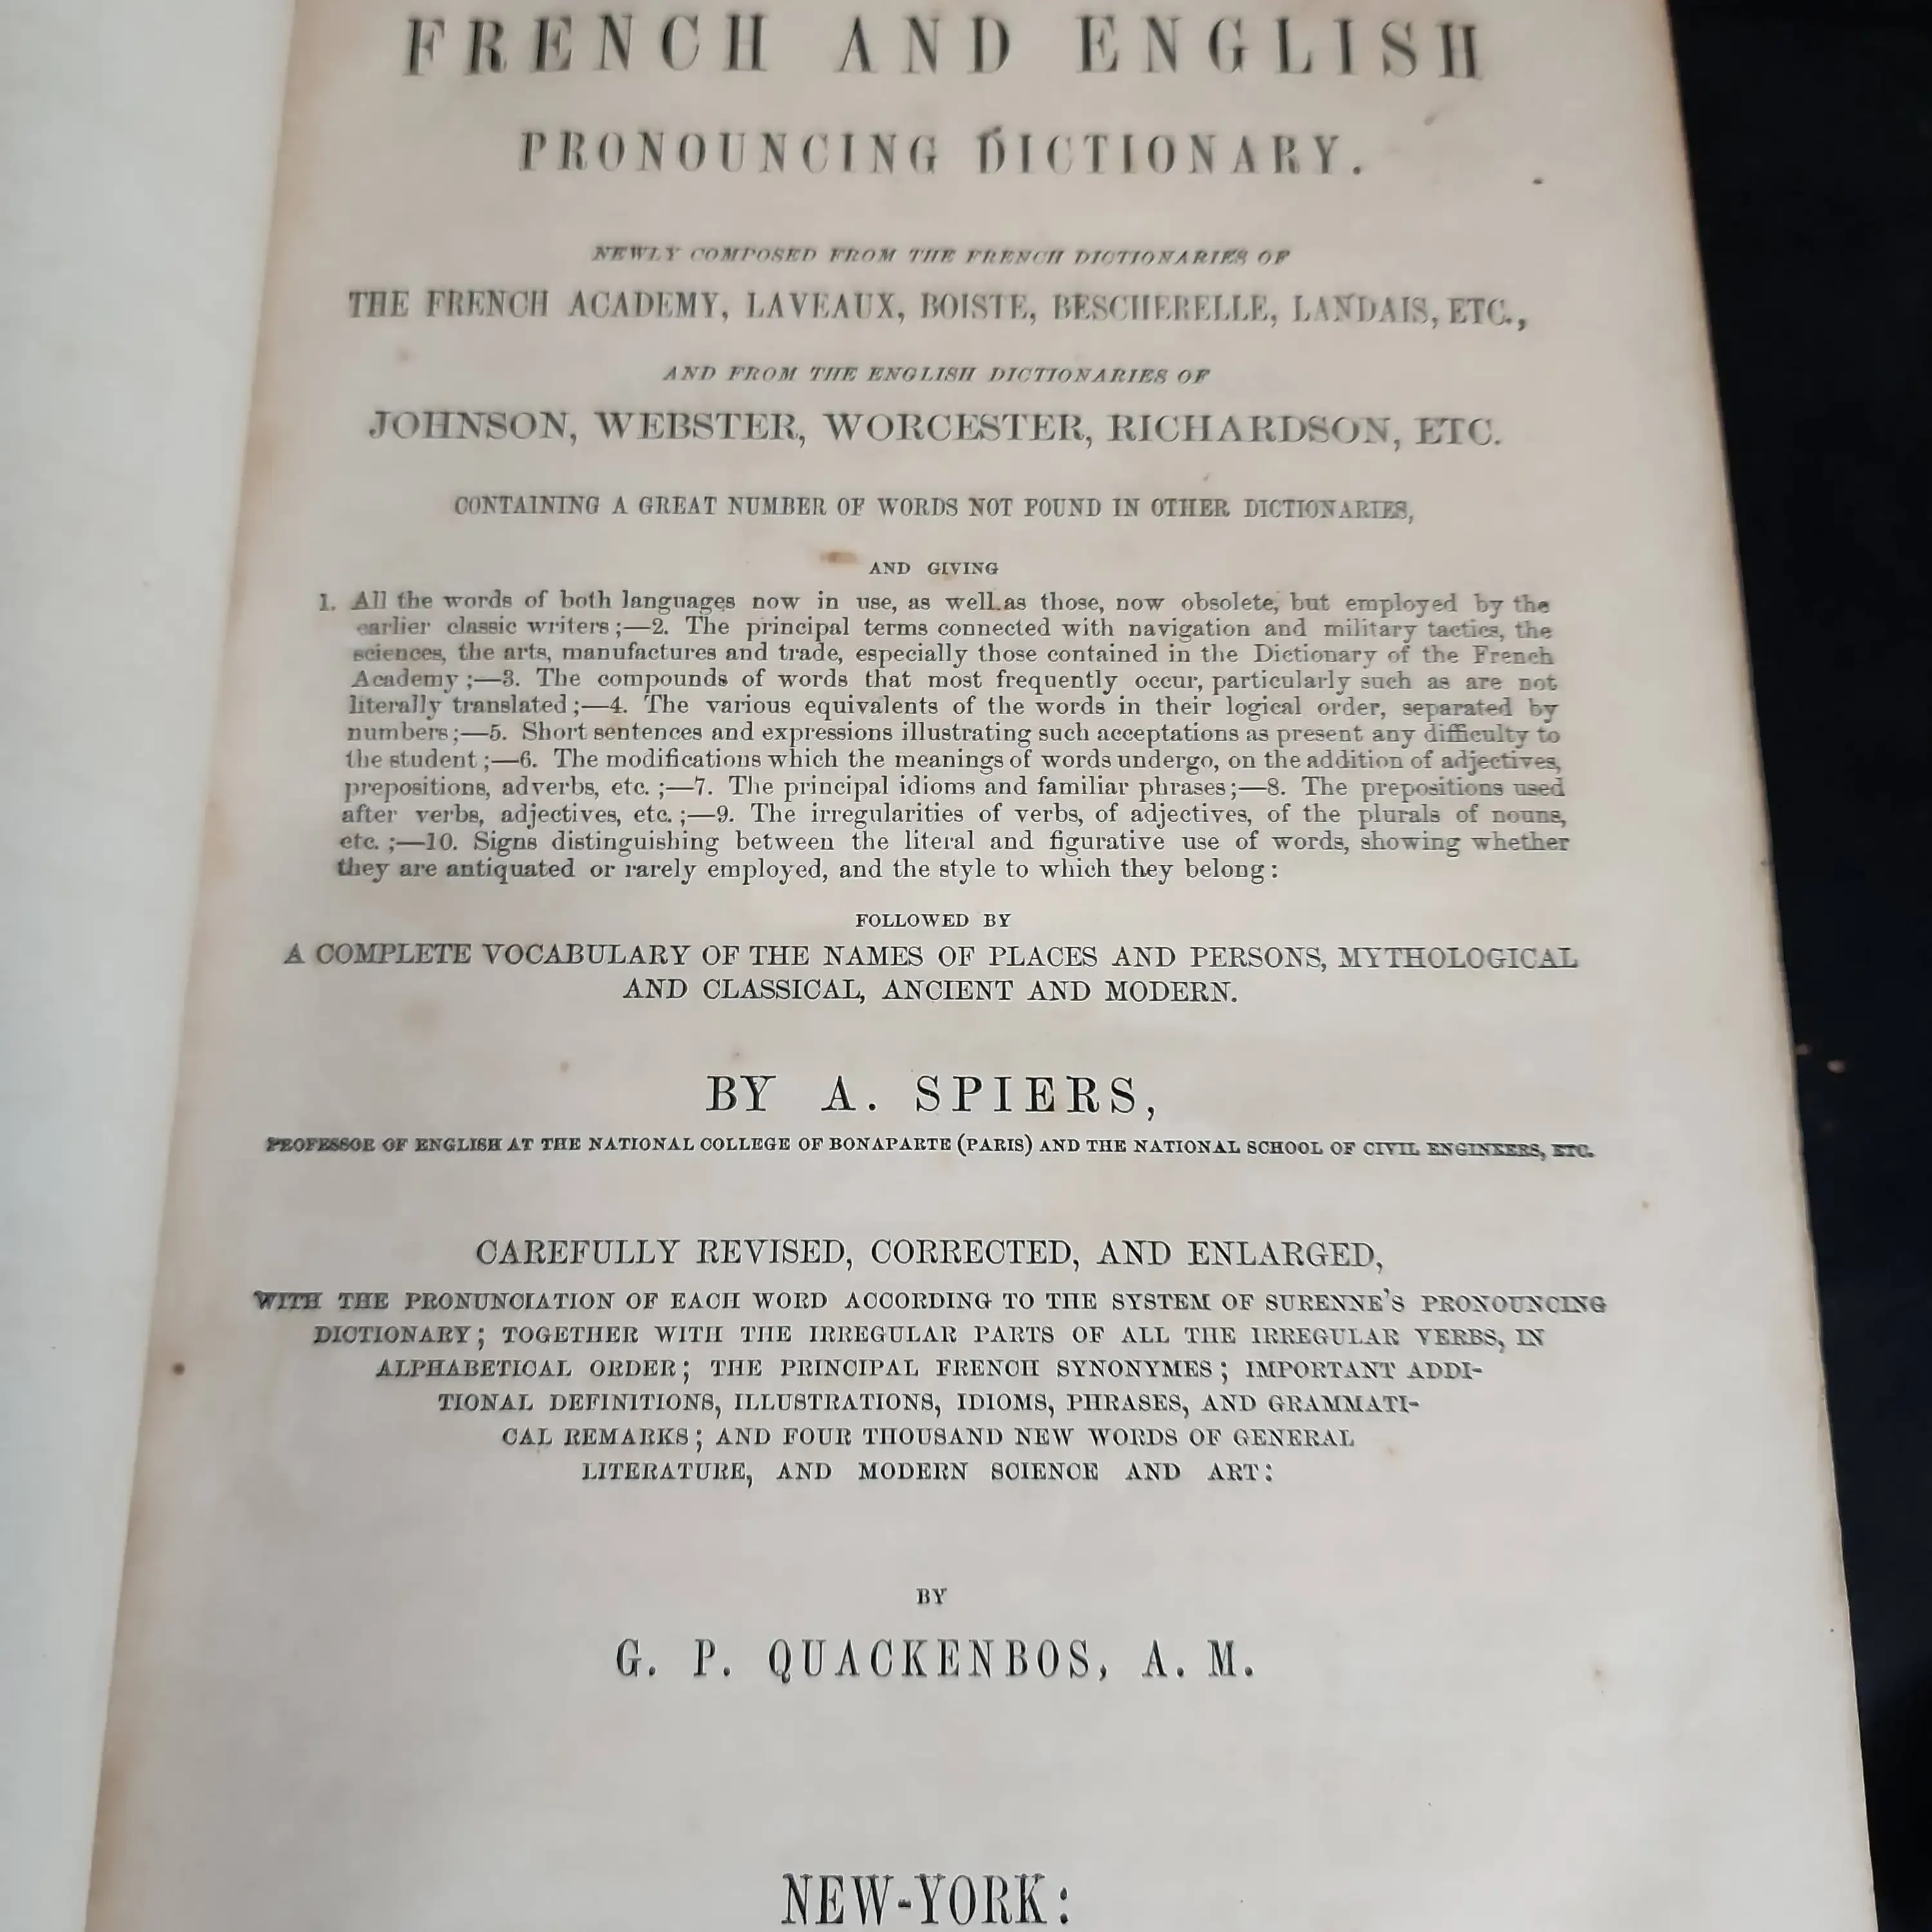 FRENCH AND ENGLISH
PRONOUNCING DICTIONARY.
NEWLY COMPOSED FROM THE FRENCH DICTIONARIES OF
THE FRENCH ACADEMY, LAVEAUX, BOISTE, BESCHERELLE, LANDAIS, ETC.,
AND FROM THE ENGLISH DICTIONARIES OF
JOHNSON, WEBSTER, WORCESTER, RICHARDSON, ETC.
CONTAINING A GREAT NUMBER OF WORDS NOT FOUND IN OTHER DICTIONARIES,
AND GIVING
1. All the words of both languages now in use, as well as those, now obsolete, but employed by the
earlier classic writers;—2. The principal terms connected with navigation and military tactics, the
sciences, the arts, manufactures and trade, especially those contained in the Dictionary of the French
Academy;—3. The compounds of words that most frequently occur, particularly such as are not
literally translated;—4. The various equivalents of the words in their logical order, separated by
numbers;—5. Short sentences and expressions illustrating such acceptations as present any difficulty to
the student;—6. The modifications which the meanings of words undergo, on the addition of adjectives,
prepositions, adverbs, etc.;—7. The principal idioms and familiar phrases;—8. The prepositions used
after verbs, adjectives, etc.;—9. The irregularities of verbs, of adjectives, of the plurals of nouns,
etc.;—10. Signs distinguishing between the literal and figurative use of words, showing whether
they are antiquated or rarely employed, and the style to which they belong:
FOLLOWED BY
A COMPLETE VOCABULARY OF THE NAMES OF PLACES AND PERSONS, MYTHOLOGICAL
AND CLASSICAL, ANCIENT AND MODERN.
BY A. SPIERS,
PROFESSOR OF ENGLISH AT THE NATIONAL COLLEGE OF BONAPARTE (PARIS) AND THE NATIONAL SCHOOL OF CIVIL ENGINEERS, ETC.
CAREFULLY REVISED, CORRECTED, AND ENLARGED,
WITH THE PRONUNCIATION OF EACH WORD ACCORDING TO THE SYSTEM OF SURENNE'S PRONOUNCING
DICTIONARY; TOGETHER WITH THE IRREGULAR PARTS OF ALL THE IRREGULAR VERBS, IN
ALPHABETICAL ORDER; THE PRINCIPAL FRENCH SYNONYMES; IMPORTANT ADDI-
TIONAL DEFINITIONS, ILLUSTRATIONS, IDIOMS, PHRASES, AND GRAMMATI-
CAL REMARKS; AND FOUR THOUSAND NEW WORDS OF GENERAL
LITERATURE, AND MODERN SCIENCE AND ART:
BY
G. P. QUACKENBOS, A. M.
NEW-YORK: